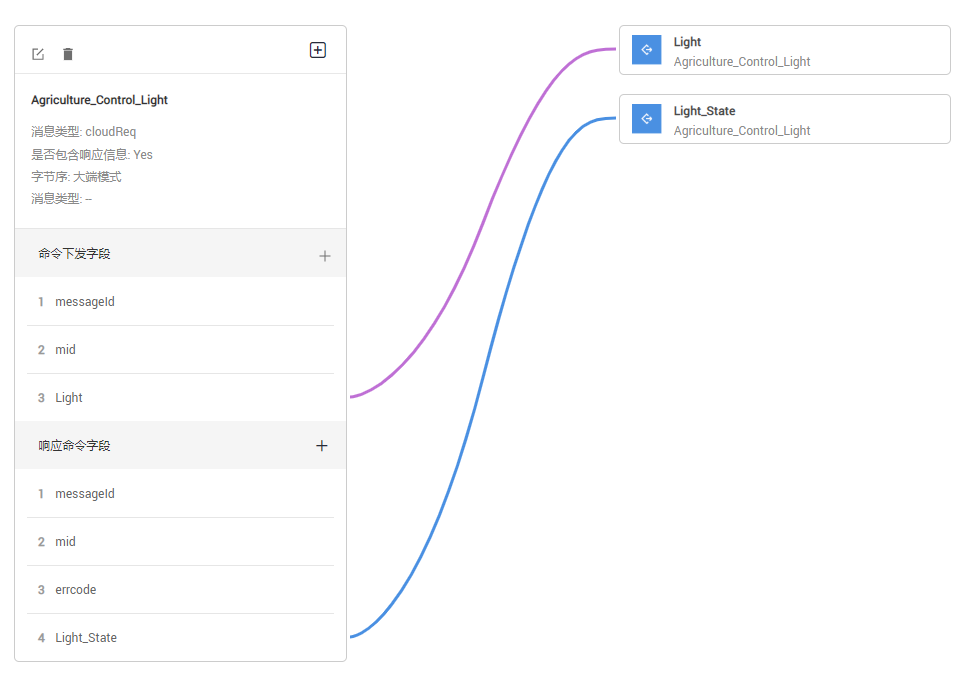 Agriculture_Control_Light
消息类型: cloudReq
是否包含响应信息: Yes
字节序: 大端模式
消息类型: --
命令下发字段
1 messageId
2 mid
3 Light
响应命令字段
1 messageId
2 mid
3 errcode
4 Light_State
Light
Agriculture_Control_Light
Light_State
Agriculture_Control_Light